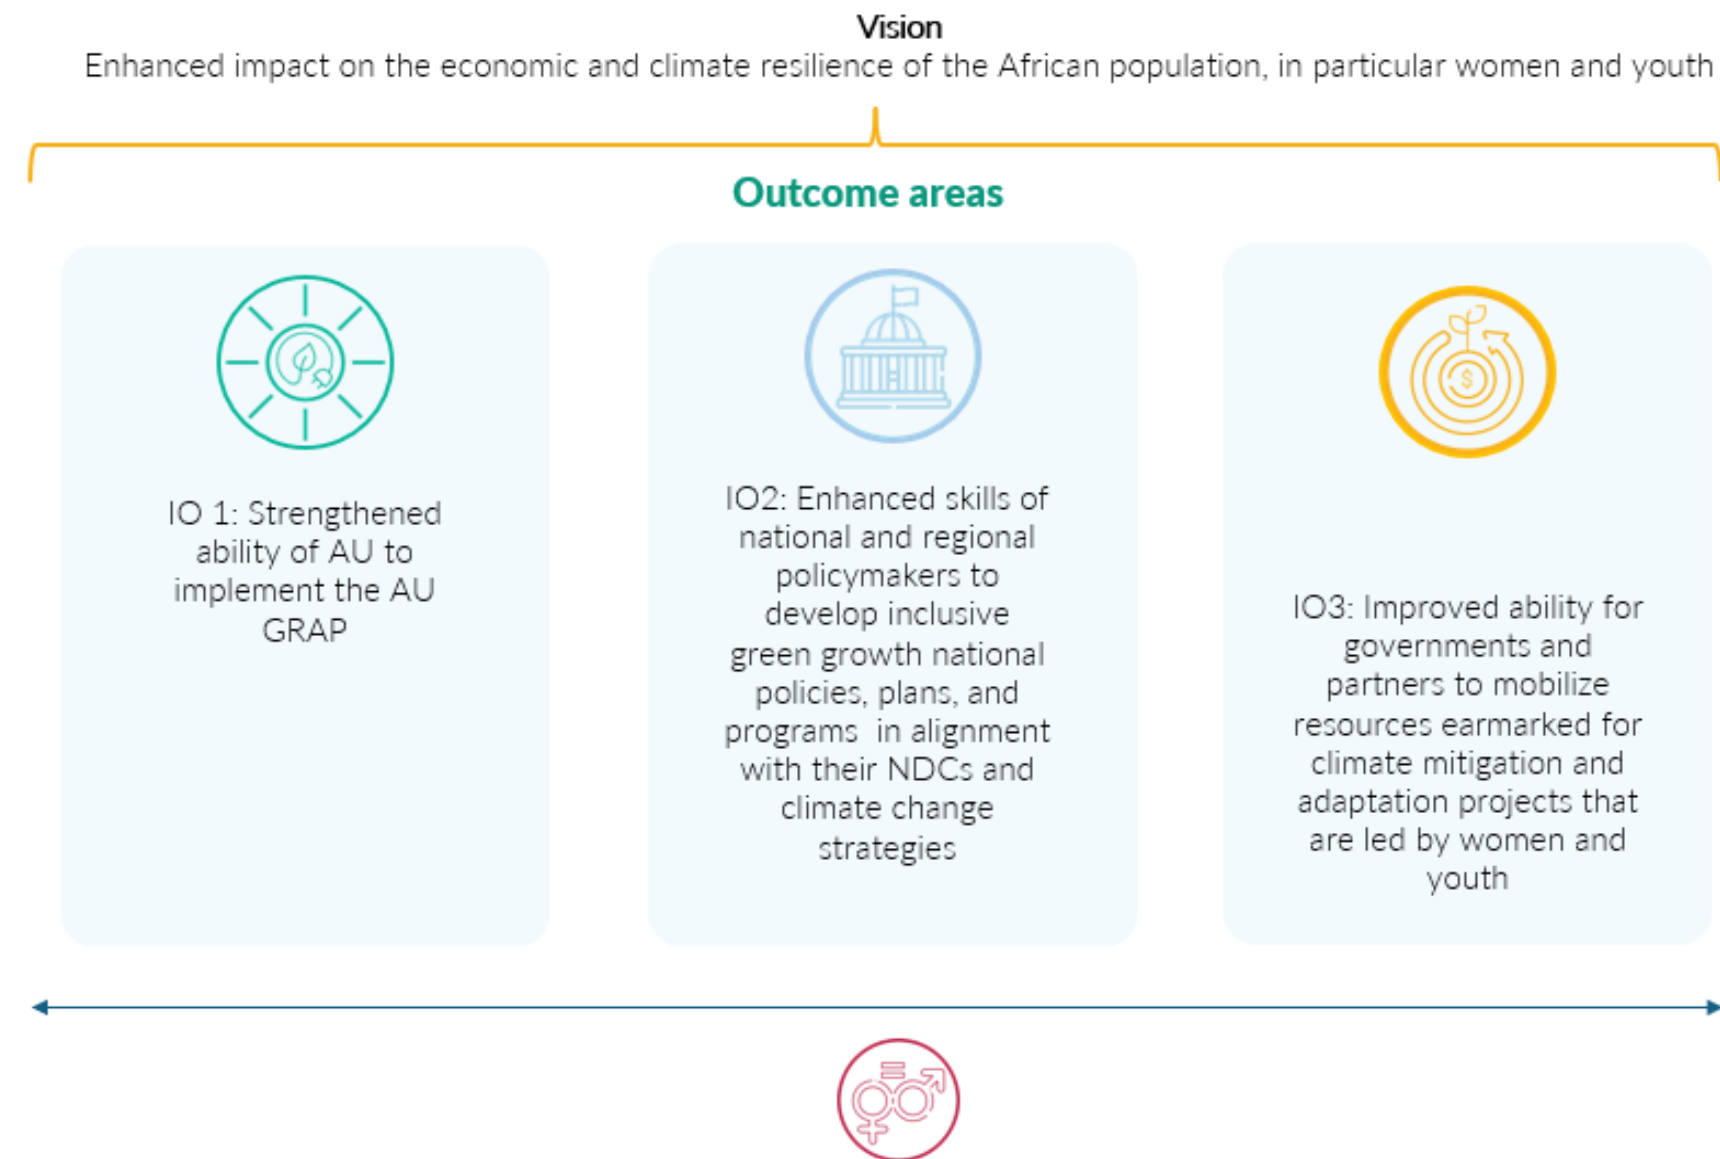 Vision
Enhanced impact on the economic and climate resilience of the African population, in particular women and youth
Outcome areas
IO 1: Strengthened
ability of AU to
implement the AU
GRAP
IO2: Enhanced skills of
national and regional
policymakers to
develop inclusive
green growth national
policies, plans, and
programs  in alignment
with their NDCs and
climate change
strategies
$
IO3: Improved ability for
governments and
partners to mobilize
resources earmarked for
climate mitigation and
adaptation projects that
are led by women and
youth